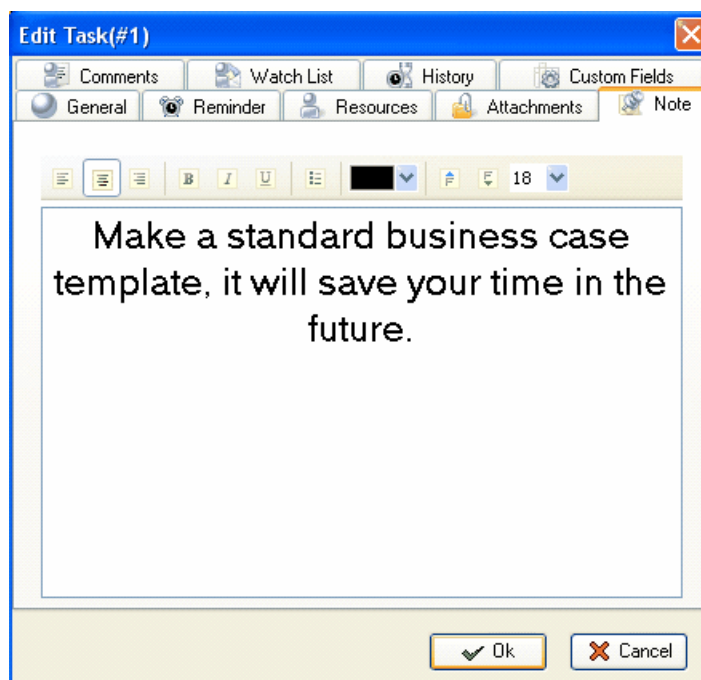 Edit Task(#1)
Comments Watch List History Custom Fields
General Reminder Resources Attachments Note
B I U F F 18
Make a standard business case
template, it will save your time in the
future.
Ok Cancel